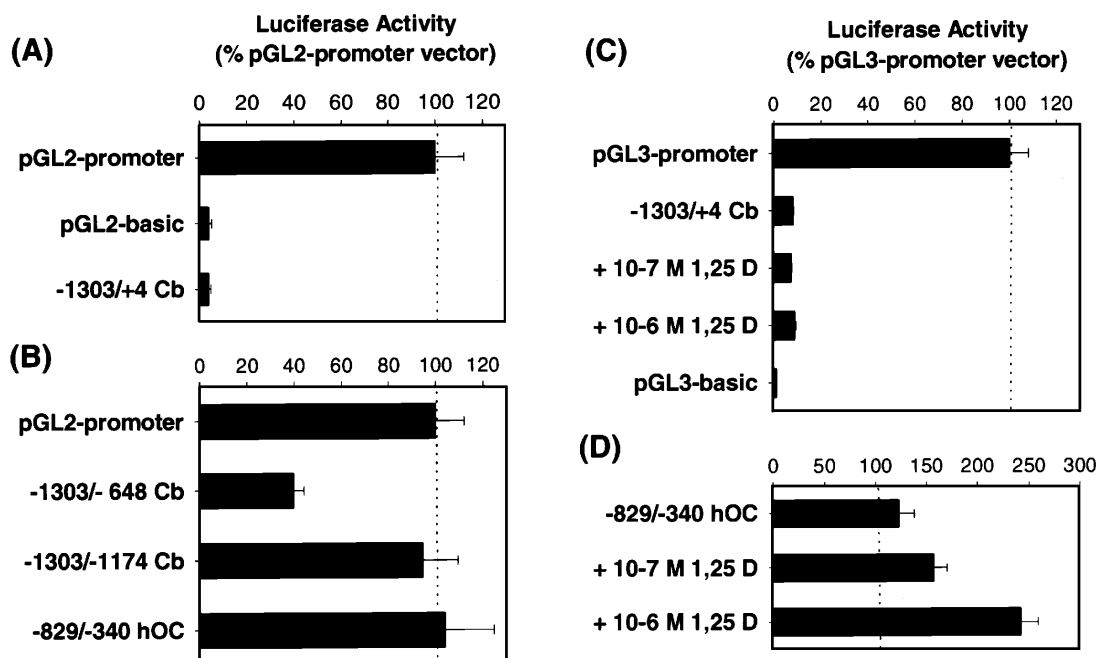 (A)
Luciferase Activity
(% pGL2-promoter vector)
0 20 40 60 80 100 120
pGL2-promoter
pGL2-basic
-1303/+4 Cb
(B)
0 20 40 60 80 100 120
pGL2-promoter
-1303/- 648 Cb
-1303/-1174 Cb
-829/-340 hOC
(C)
Luciferase Activity
(% pGL3-promoter vector)
0 20 40 60 80 100 120
pGL3-promoter
-1303/+4 Cb
+ 10-7 M 1,25 D
+ 10-6 M 1,25 D
pGL3-basic
(D)
0 50 100 150 200 250 300
-829/-340 hOC
+ 10-7 M 1,25 D
+ 10-6 M 1,25 D